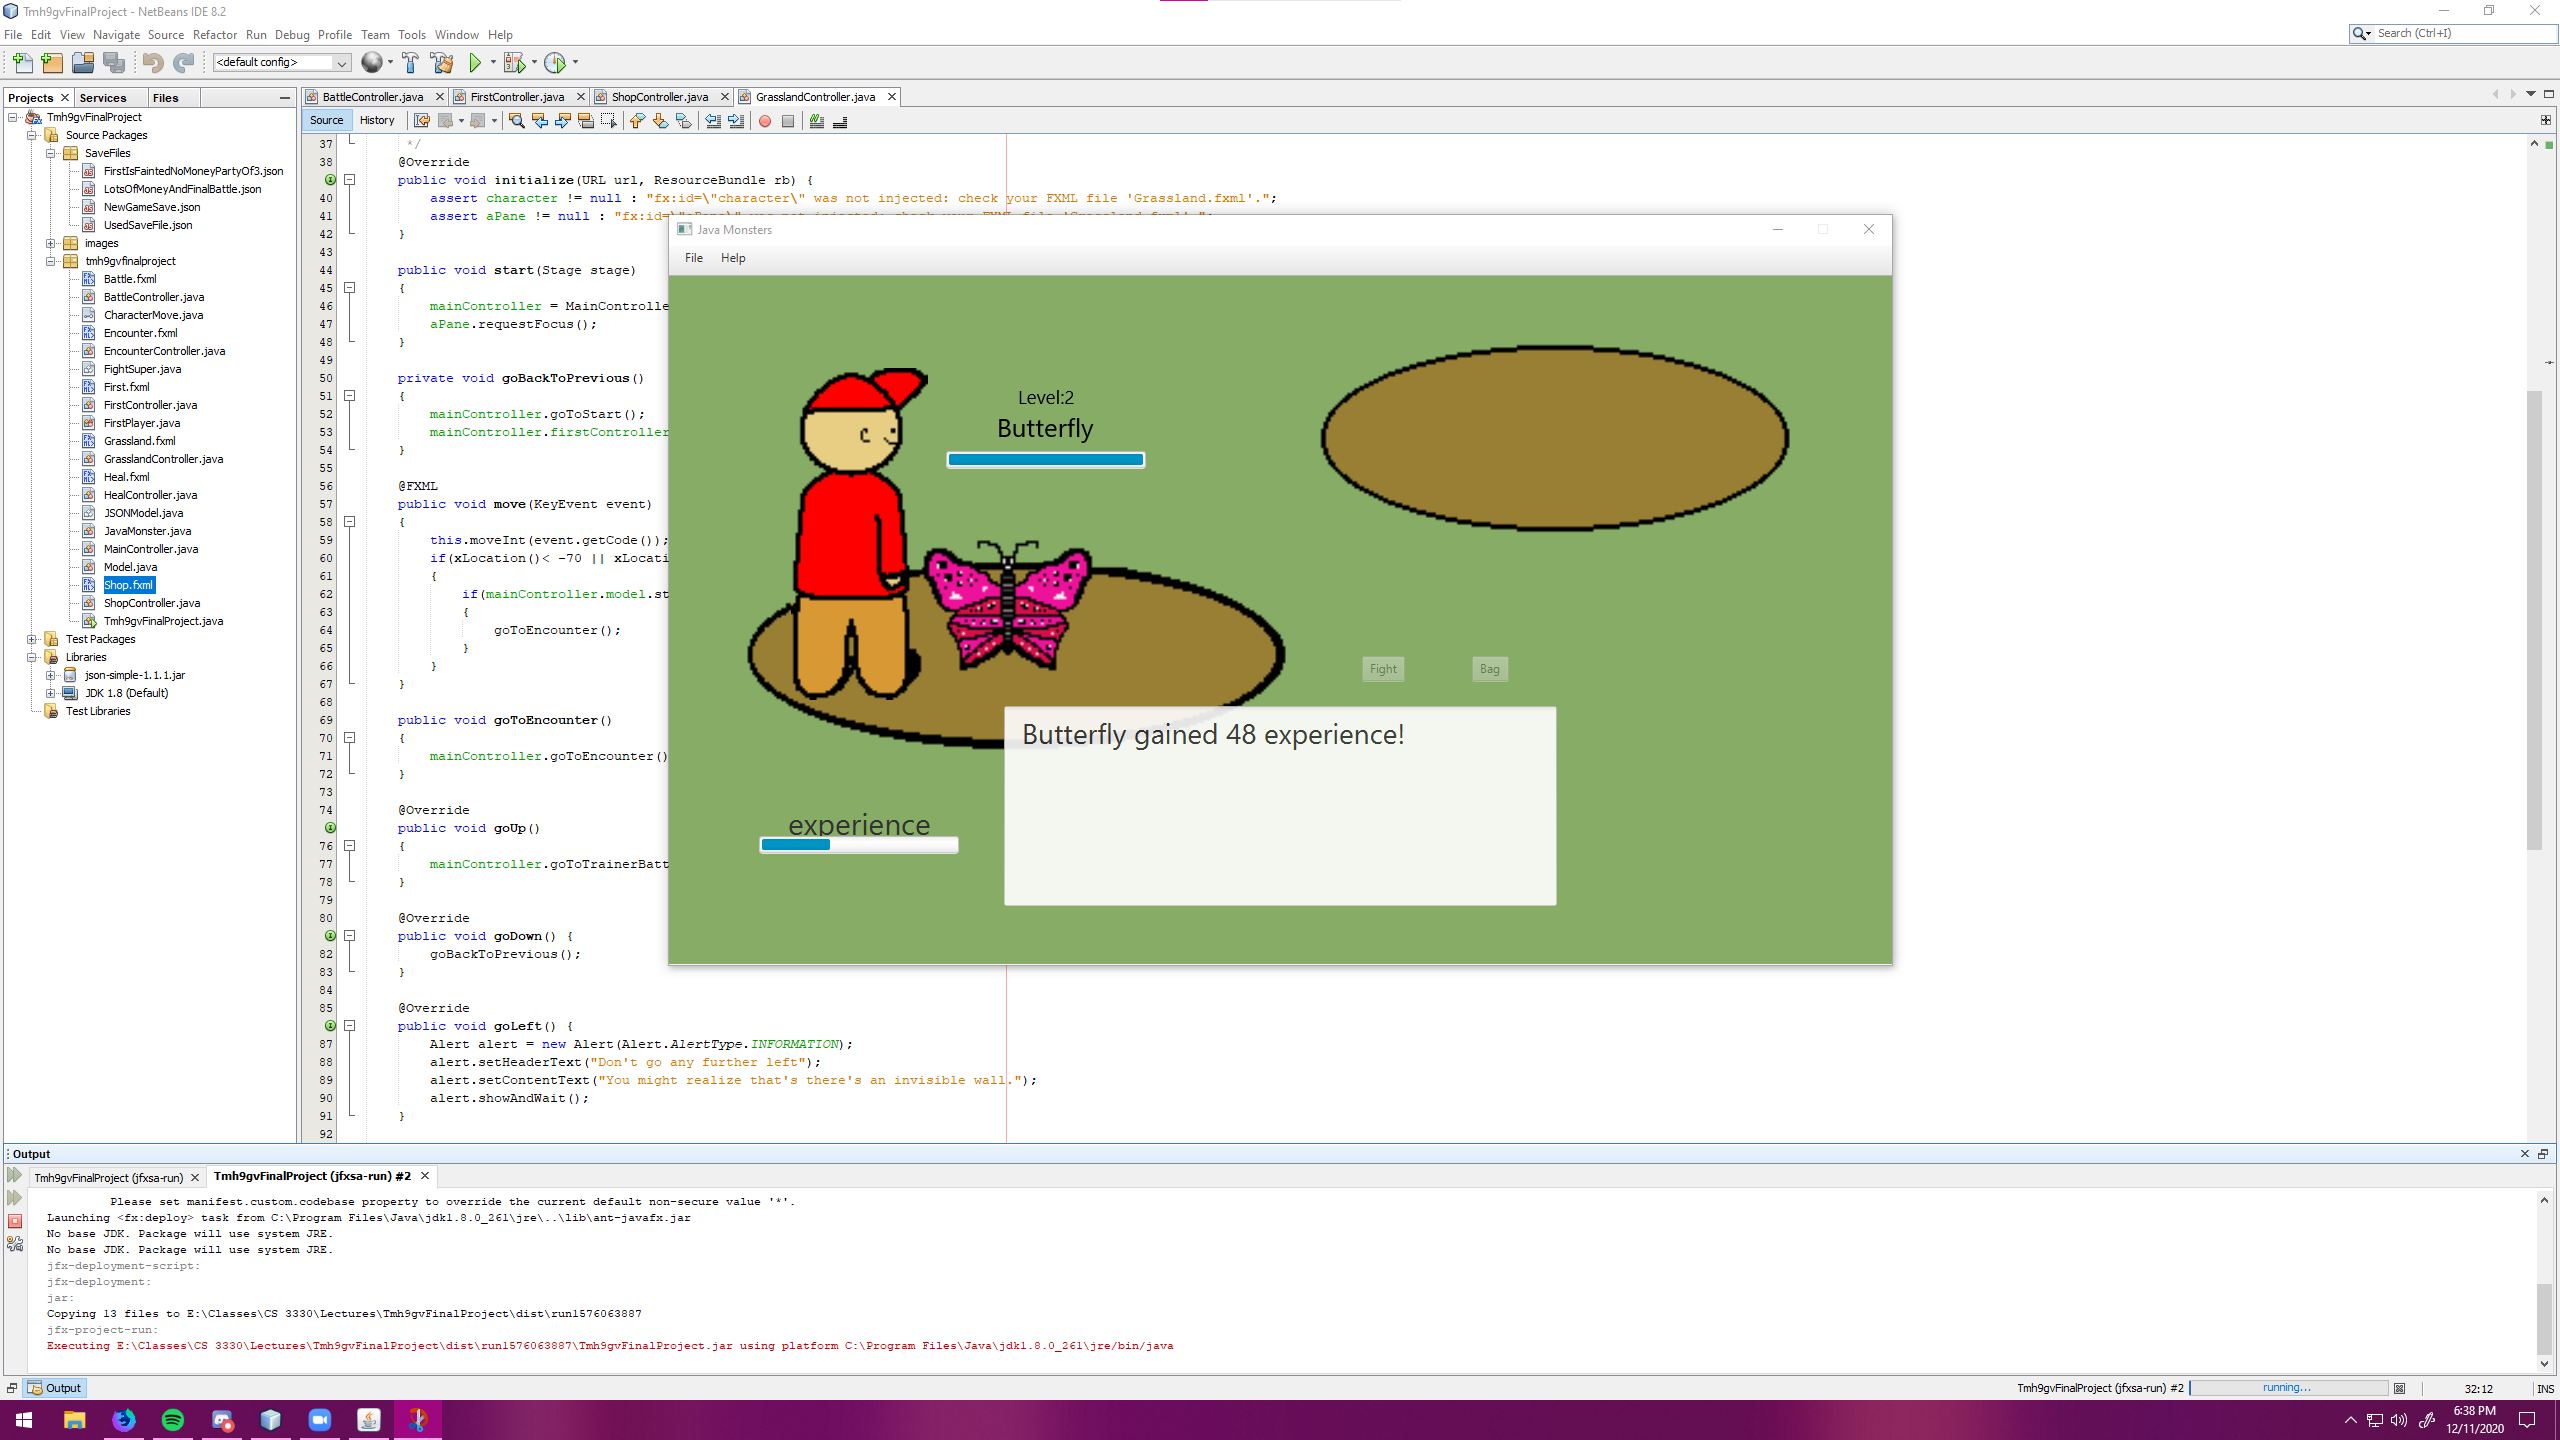 Tmh9gvFinalProject - NetBeans IDE 8.2
File Edit View Navigate Source Refactor Run Debug Profile Team Tools Window Help
Search (Ctrl+I)
<default config>
Projects Services Files
BattleController.java FirstController.java ShopController.java GrasslandController.java
Source History
Tmh9gvFinalProject
Source Packages
SaveFiles
FirstIsFaintedNoMoneyPartyOf3.json
LotsOfMoneyAndFinalBattle.json
NewGameSave.json
UsedSaveFile.json
images
tmh9gvfinalproject
Battle.fxml
BattleController.java
CharacterMove.java
Encounter.fxml
EncounterController.java
FightSuper.java
First.fxml
FirstController.java
FirstPlayer.java
Grassland.fxml
GrasslandController.java
Heal.fxml
HealController.java
JSONModel.java
JavaMonster.java
MainController.java
Model.java
Shop.fxml
ShopController.java
Tmh9gvFinalProject.java
Test Packages
Libraries
json-simple-1.1.1.jar
JDK 1.8 (Default)
Test Libraries
37 */
38 @Override
public void initialize(URL url, ResourceBundle rb) {
40 assert character != null : "fx:id=\"character\" was not injected: check your FXML file 'Grassland.fxml'.";
41 assert aPane != null : "fx:id=\"aPane\" was not injected: check your FXML file 'Grassland.fxml'.";
42 }
43
44 public void start(Stage stage)
45 {
46 mainController = MainControlle
47 aPane.requestFocus();
48 }
49
50 private void goBackToPrevious()
51 {
52 mainController.goToStart();
53 mainController.firstController
54 }
55
56 @FXML
57 public void move(KeyEvent event)
58 {
59 this.moveInt(event.getCode());
60 if(xLocation()< -70 || xLocati
61 {
62 if(mainController.model.st
63 {
64 goToEncounter();
65 }
66 }
67 }
68
69 public void goToEncounter()
70 {
71 mainController.goToEncounter()
72 }
73
74 @Override
public void goUp()
76 {
77 mainController.goToTrainerBatt
78 }
79
80 @Override
public void goDown() {
82 goBackToPrevious();
83 }
84
85 @Override
public void goLeft() {
87 Alert alert = new Alert(Alert.AlertType.INFORMATION);
88 alert.setHeaderText("Don't go any further left");
89 alert.setContentText("You might realize that's there's an invisible wall.");
90 alert.showAndWait();
91 }
92
Java Monsters
File Help
Level:2
Butterfly
Fight Bag
Butterfly gained 48 experience!
experience
Output
Tmh9gvFinalProject (jfxsa-run) Tmh9gvFinalProject (jfxsa-run) #2
Please set manifest.custom.codebase property to override the current default non-secure value '*'.
Launching <fx:deploy> task from C:\Program Files\Java\jdk1.8.0_261\jre\..\lib\ant-javafx.jar
No base JDK. Package will use system JRE.
No base JDK. Package will use system JRE.
jfx-deployment-script:
jfx-deployment:
jar:
Copying 13 files to E:\Classes\CS 3330\Lectures\Tmh9gvFinalProject\dist\run1576063887
jfx-project-run:
Executing E:\Classes\CS 3330\Lectures\Tmh9gvFinalProject\dist\run1576063887\Tmh9gvFinalProject.jar using platform C:\Program Files\Java\jdk1.8.0_261\jre/bin/java
Output
Tmh9gvFinalProject (jfxsa-run) #2 running... 32:12 INS
6:38 PM
12/11/2020